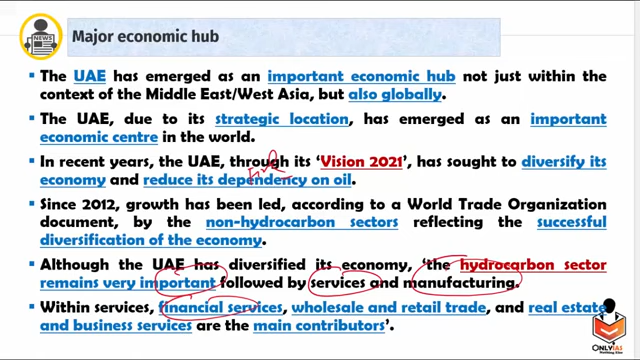 NEWS
Major economic hub
▪ The UAE has emerged as an important economic hub not just within the
context of the Middle East/West Asia, but also globally.
▪ The UAE, due to its strategic location, has emerged as an important
economic centre in the world.
▪ In recent years, the UAE, through its ‘Vision 2021’, has sought to diversify its
economy and reduce its dependency on oil.
▪ Since 2012, growth has been led, according to a World Trade Organization
document, by the non-hydrocarbon sectors reflecting the successful
diversification of the economy.
▪ Although the UAE has diversified its economy, ‘the hydrocarbon sector
remains very important followed by services and manufacturing.
▪ Within services, financial services, wholesale and retail trade, and real estate
and business services are the main contributors’.
ONLYIAS